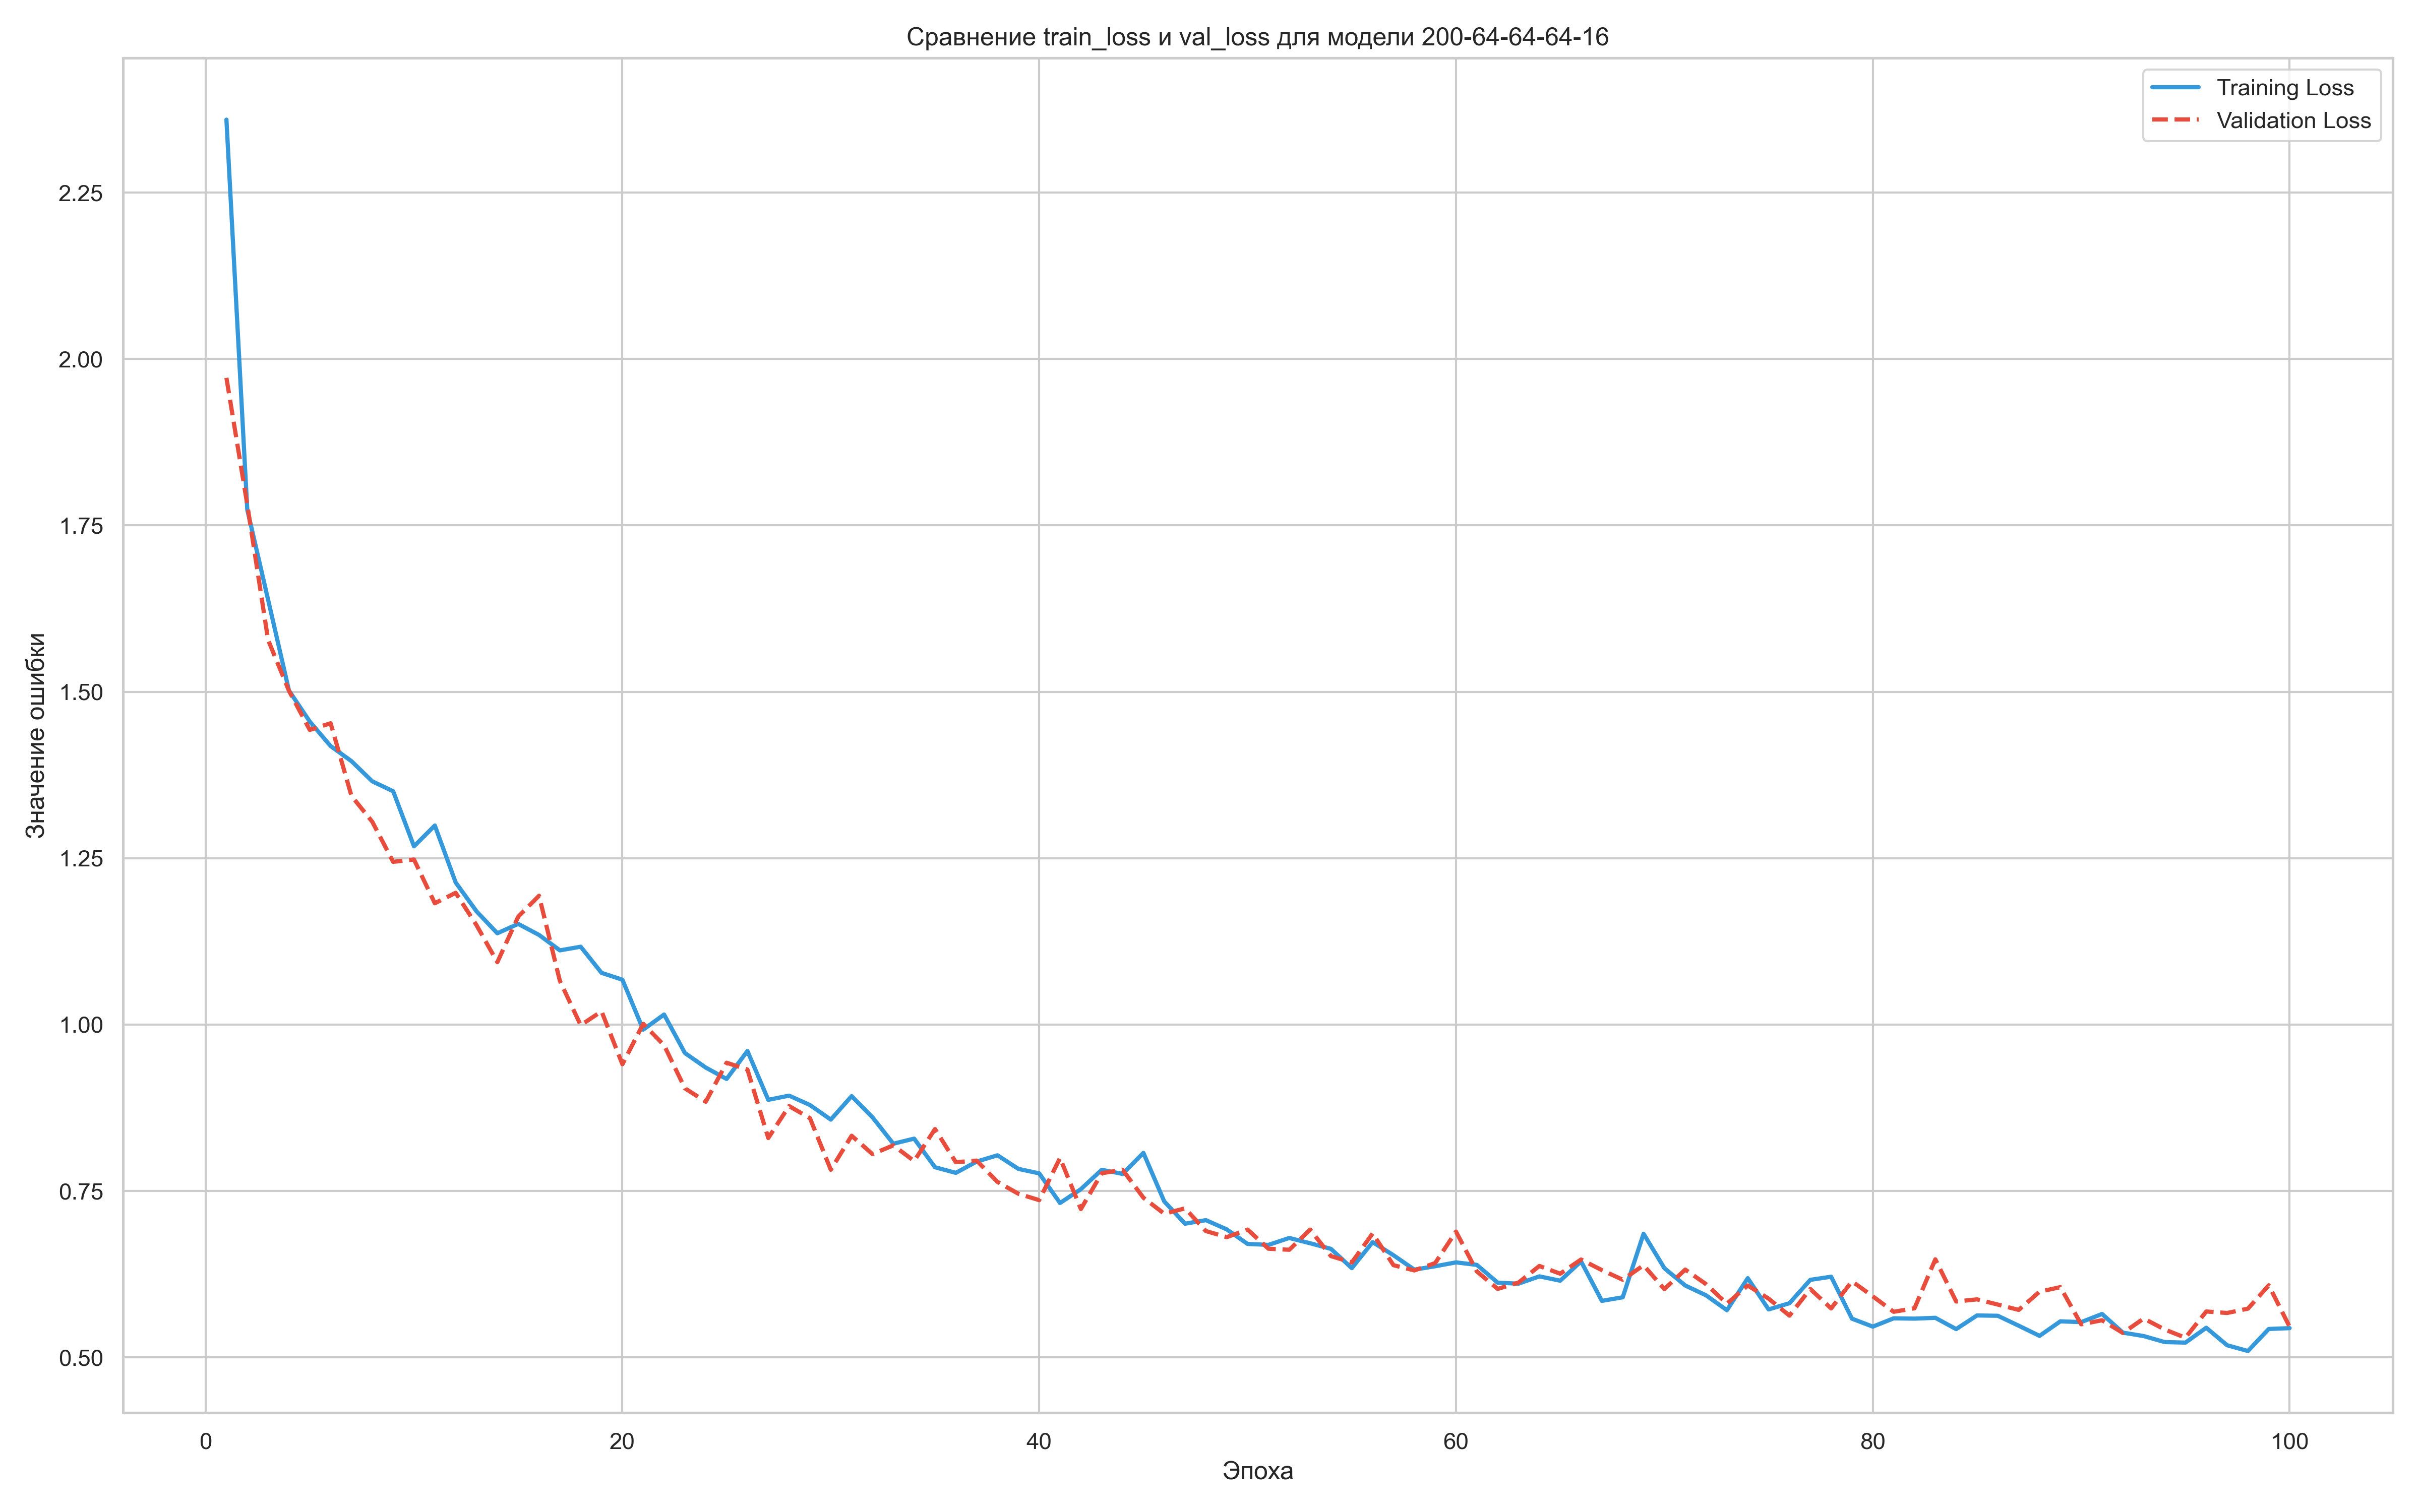 Сравнение train_loss и val_loss для модели 200-64-64-64-16
Training Loss
Validation Loss
Значение ошибки
2.25
2.00
1.75
1.50
1.25
1.00
0.75
0.50
0
20
40
60
80
100
Эпоха